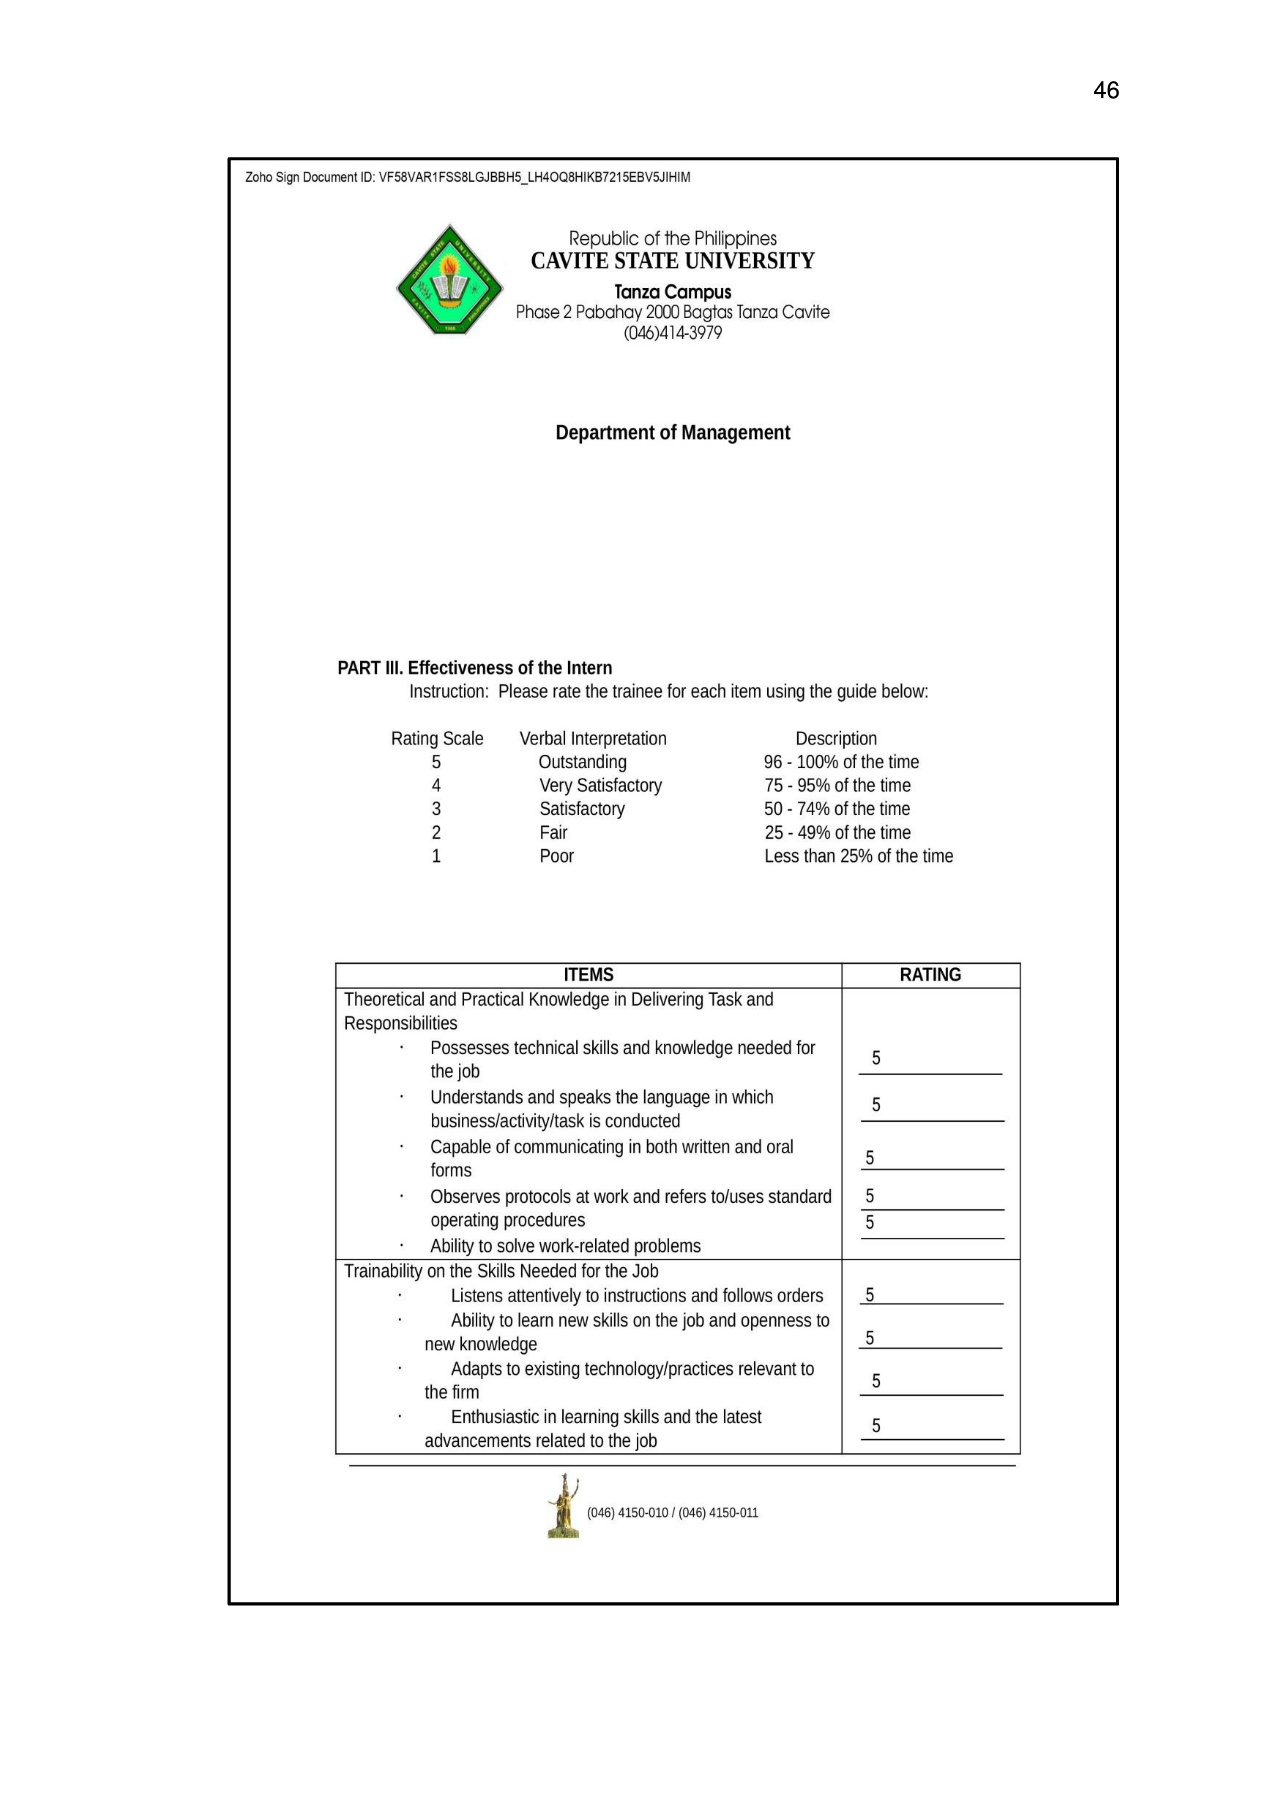 46
Zoho Sign Document ID: VF58VAR1FSS8LGJBBH5_LH4OQ8HIKB7215EBV5JIHIM
Republic of the Philippines
CAVITE STATE UNIVERSITY
Tanza Campus
Phase 2 Pabahay 2000 Bagtas Tanza Cavite
(046)414-3979
CAVITE STATE UNIVERSITY
Department of Management
PART III. Effectiveness of the Intern
Instruction: Please rate the trainee for each item using the guide below:
Rating Scale Verbal Interpretation Description
5 Outstanding 96 - 100% of the time
4 Very Satisfactory 75 - 95% of the time
3 Satisfactory 50 - 74% of the time
2 Fair 25 - 49% of the time
1 Poor Less than 25% of the time
ITEMS RATING
Theoretical and Practical Knowledge in Delivering Task and
Responsibilities
· Possesses technical skills and knowledge needed for
the job 5
· Understands and speaks the language in which
business/activity/task is conducted 5
· Capable of communicating in both written and oral
forms 5
· Observes protocols at work and refers to/uses standard 5
operating procedures 5
· Ability to solve work-related problems
Trainability on the Skills Needed for the Job
· Listens attentively to instructions and follows orders 5
· Ability to learn new skills on the job and openness to
new knowledge 5
· Adapts to existing technology/practices relevant to
the firm 5
· Enthusiastic in learning skills and the latest
advancements related to the job 5
(046) 4150-010 / (046) 4150-011